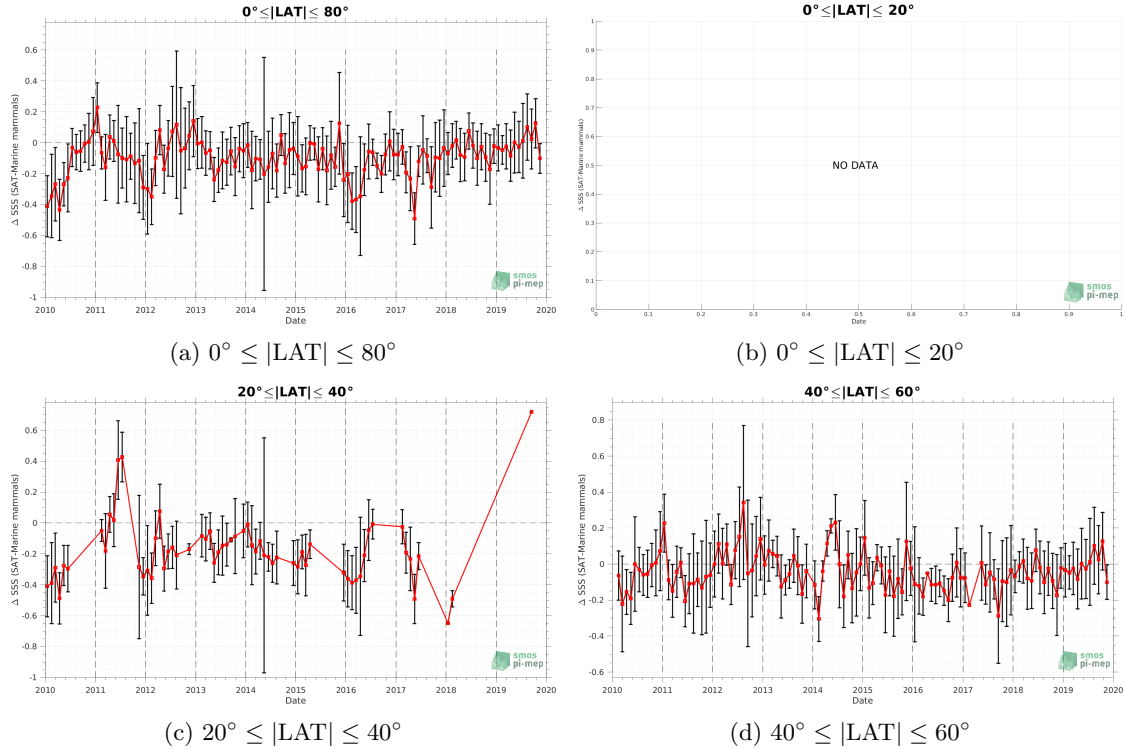 0°≤|LAT|≤ 80°
Δ SSS (SAT-Marine mammals)
0.6
0.4
0.2
0
-0.2
-0.4
-0.6
-0.8
-1
2010 2011 2012 2013 2014 2015 2016 2017 2018 2019 2020
Date
smos
pi-mep
(a) 0° ≤ |LAT| ≤ 80°
0°≤|LAT|≤ 20°
Δ SSS (SAT-Marine mammals)
1
0.9
0.8
0.7
0.6
0.5
0.4
0.3
0.2
0.1
0
NO DATA
0 0.1 0.2 0.3 0.4 0.5 0.6 0.7 0.8 0.9 1
Date
smos
pi-mep
(b) 0° ≤ |LAT| ≤ 20°
20°≤|LAT|≤ 40°
Δ SSS (SAT-Marine mammals)
0.6
0.4
0.2
0
-0.2
-0.4
-0.6
-0.8
-1
2010 2011 2012 2013 2014 2015 2016 2017 2018 2019 2020
Date
smos
pi-mep
(c) 20° ≤ |LAT| ≤ 40°
40°≤|LAT|≤ 60°
Δ SSS (SAT-Marine mammals)
0.8
0.6
0.4
0.2
0
-0.2
-0.4
-0.6
2010 2011 2012 2013 2014 2015 2016 2017 2018 2019 2020
Date
smos
pi-mep
(d) 40° ≤ |LAT| ≤ 60°